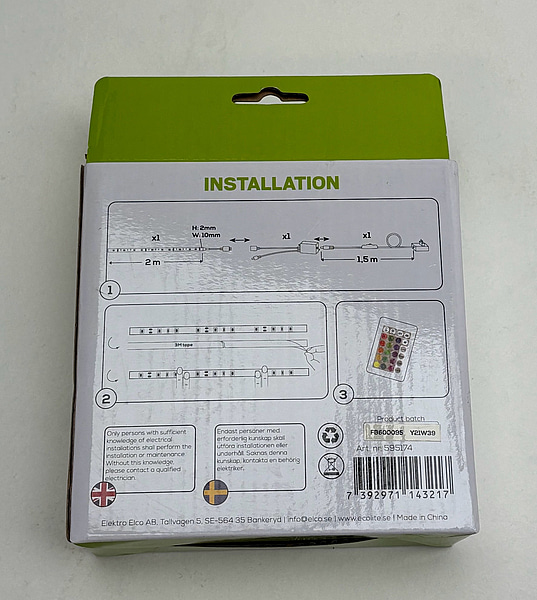 INSTALLATION
H: 2mm
W: 10mm
x1
x1
x1
2 m
1,5 m
1
3M tape
2
3
Only persons with sufficient
knowledge of electrical
instalations shall perform the
installation or maintenance.
Without this knowledge,
please contact a qualified
electrician.
Endast personer med
erforderlig kunskap skall
utföra installationen eller
underhåll. Saknas denna
kunskap, kontakta en behörig
elektriker.
Product batch
FB600095 Y21W39
Art. nr: 595174
7 392971 143217
Elektro Elco AB, Tallvägen 5, SE-564 35 Bankeryd | info@elco.se | www.ecolite.se | Made in China